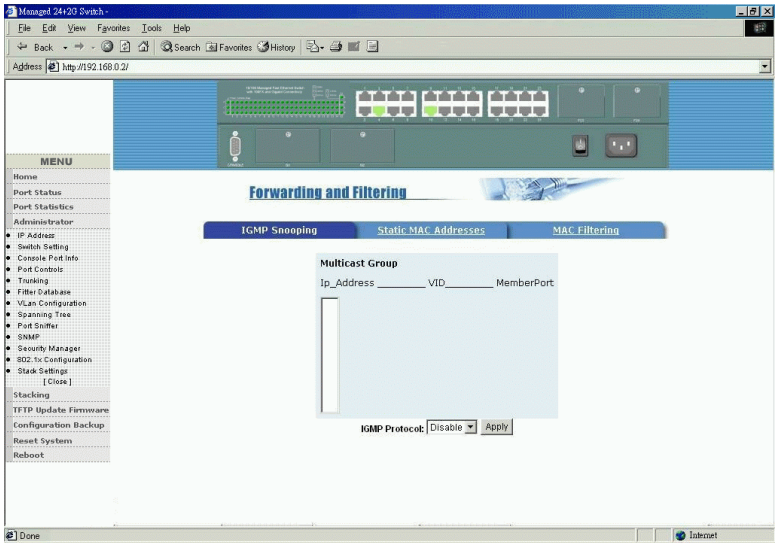 Managed 24+2G Switch -
File Edit View Favorites Tools Help
Back Search Favorites History
Address http://192.168.0.2/
MENU
Home
Port Status
Port Statistics
Administrator
IP Address
Switch Setting
Console Port Info
Port Controls
Trunking
Filter Database
VLan Configuration
Spanning Tree
Port Sniffer
SNMP
Security Manager
802.1x Configuration
Stack Settings
[ Close ]
Stacking
TFTP Update Firmware
Configuration Backup
Reset System
Reboot
Forwarding and Filtering
IGMP Snooping Static MAC Addresses MAC Filtering
Multicast Group
Ip_Address _________ VID_________ MemberPort
IGMP Protocol: Disable Apply
Done Internet